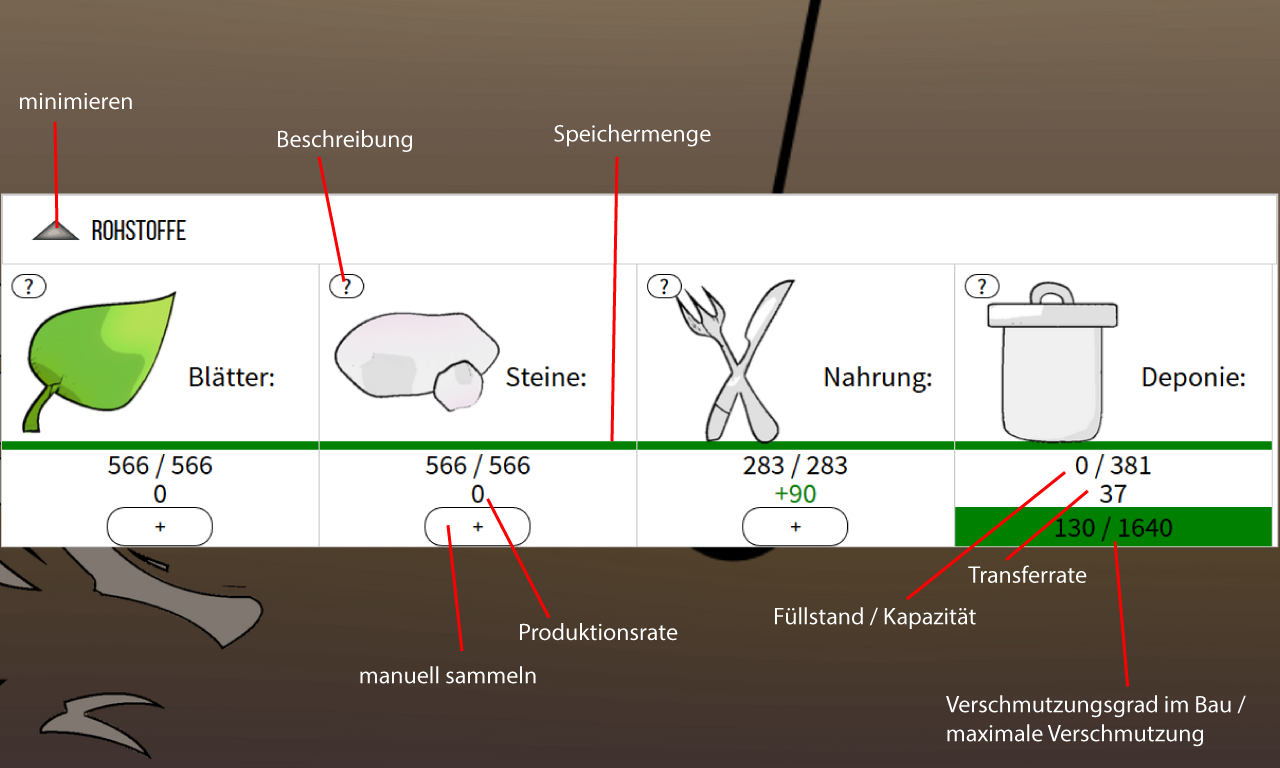 minimieren
Beschreibung
Speichermenge
ROHSTOFFE
?
?
?
?
Blätter:
Steine:
Nahrung:
Deponie:
566 / 566
566 / 566
283 / 283
0 / 381
0
0
+90
37
+
+
+
130 / 1640
Transferrate
Füllstand / Kapazität
Produktionsrate
manuell sammeln
Verschmutzungsgrad im Bau /
maximale Verschmutzung